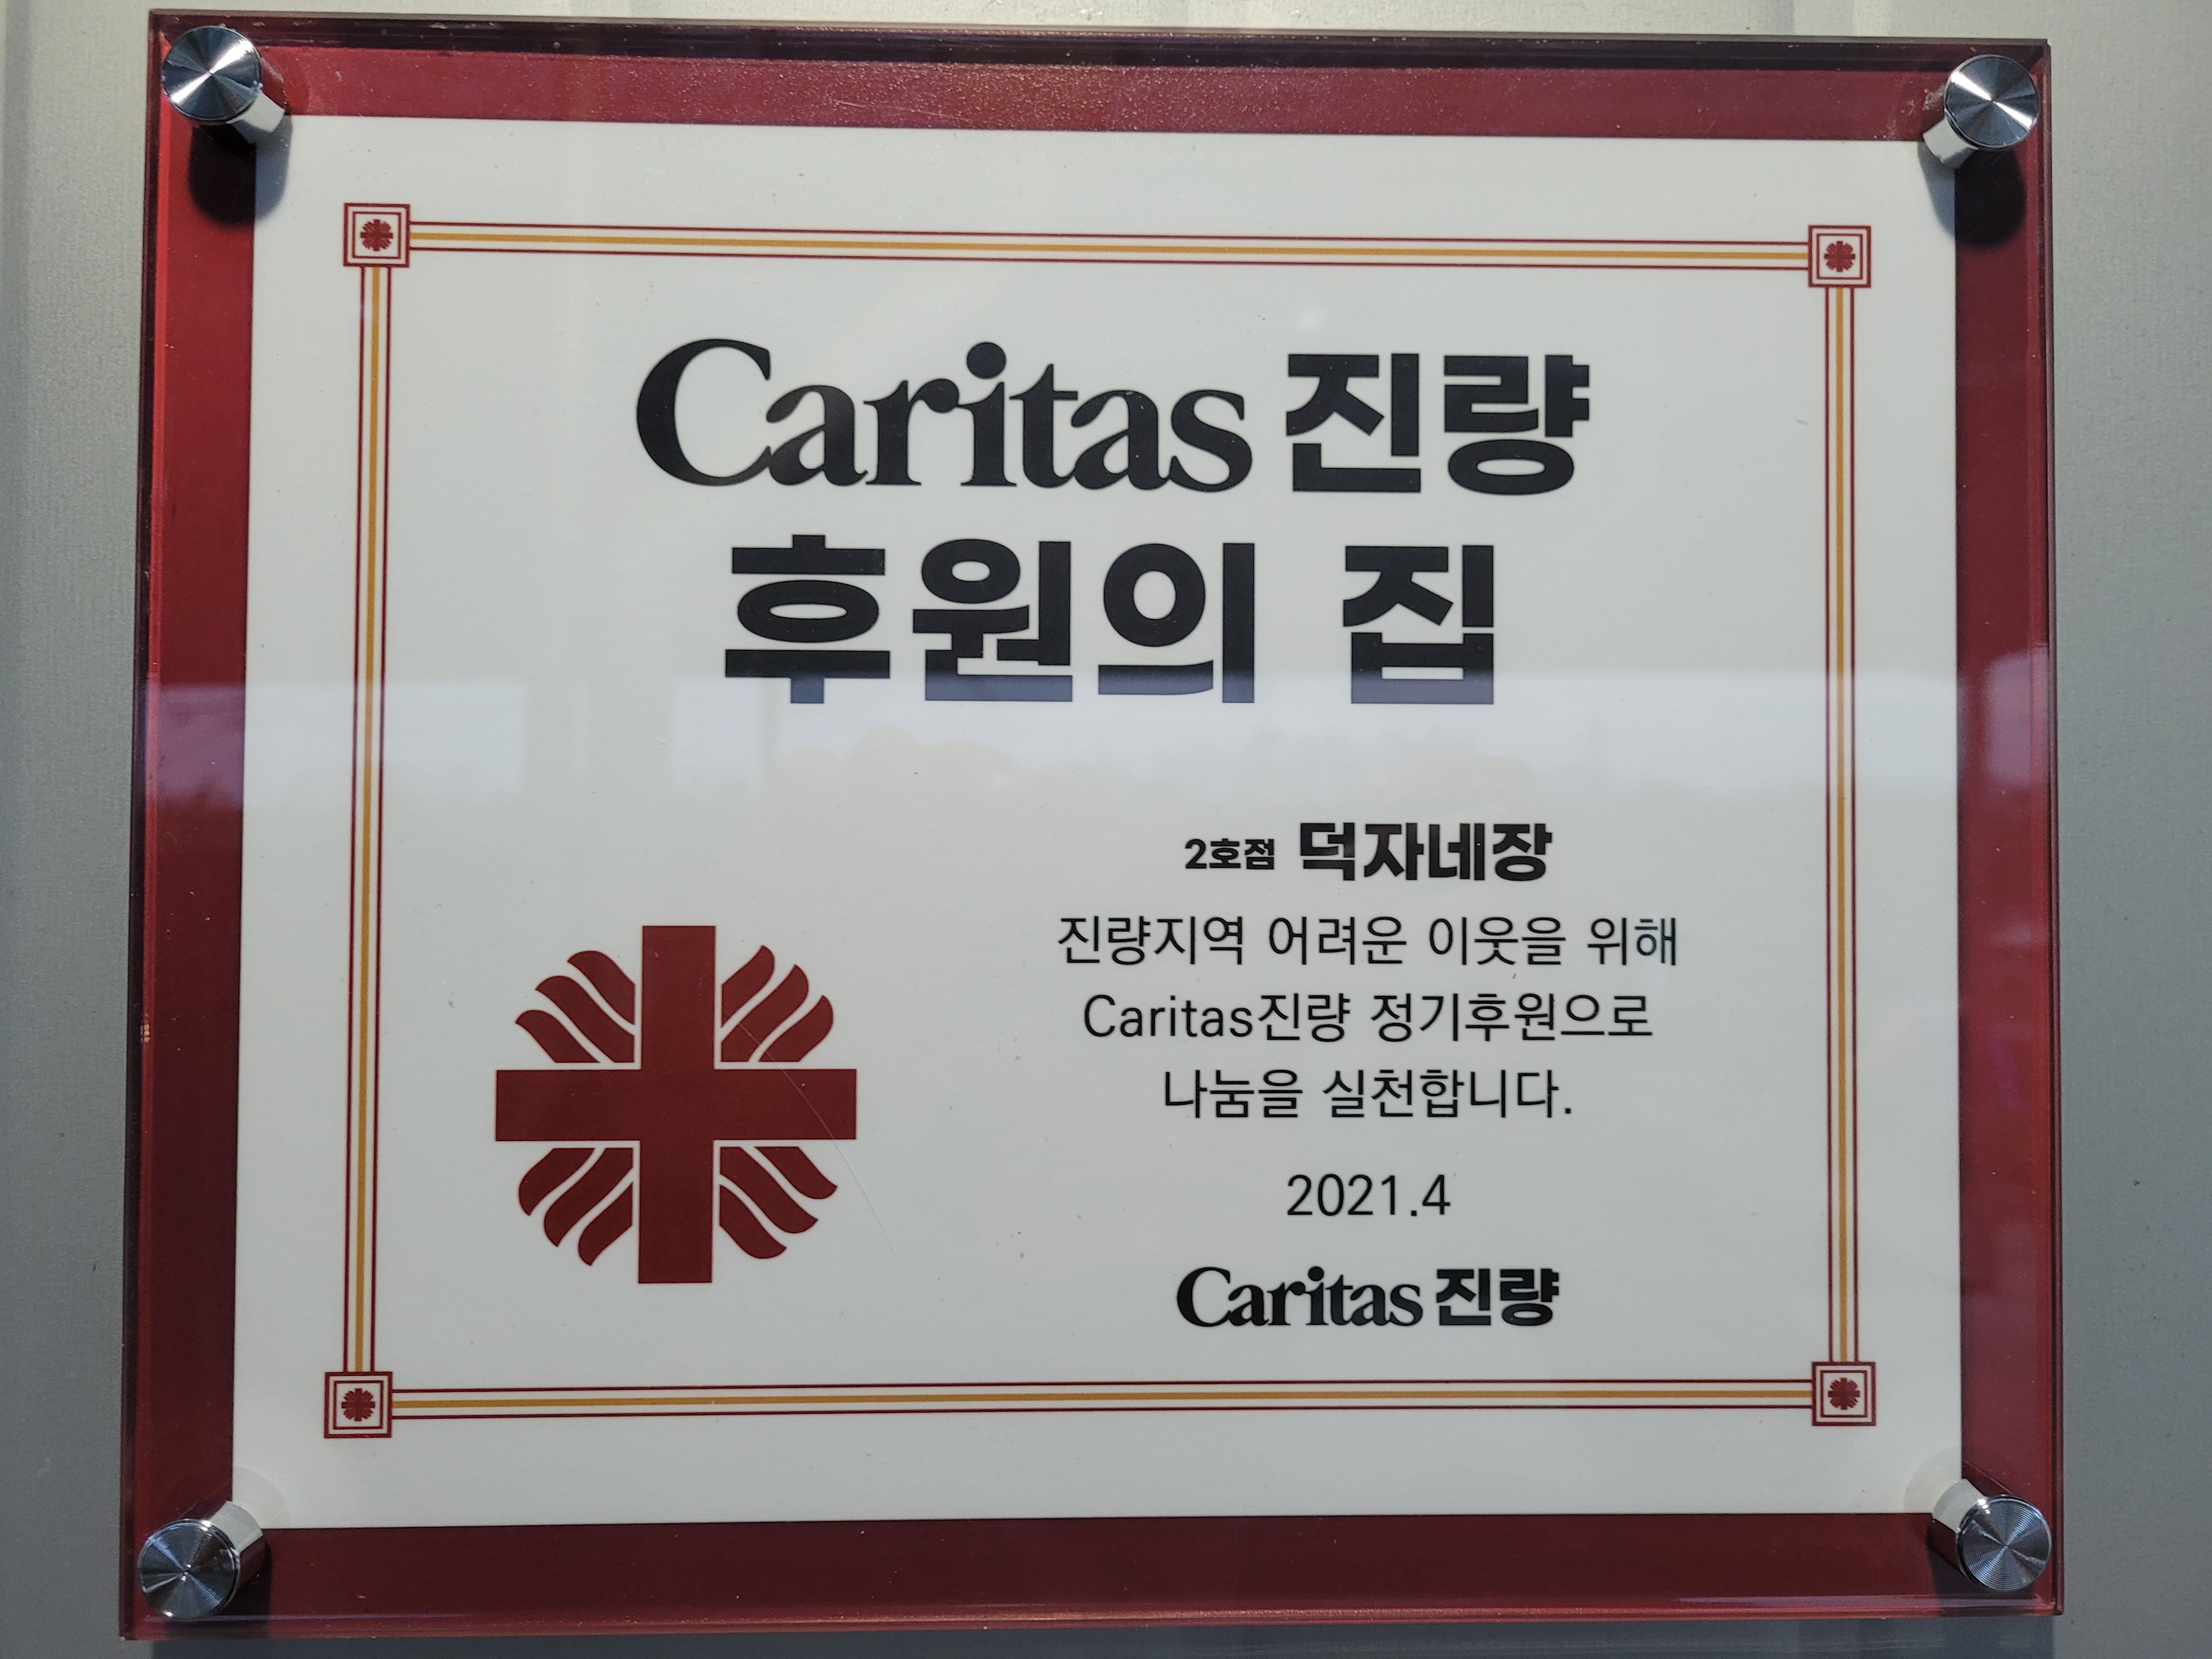 Caritas 진량
후원의 집
2호점 덕자네장
진량지역 어려운 이웃을 위해
Caritas진량 정기후원으로
나눔을 실천합니다.
2021.4
Caritas 진량